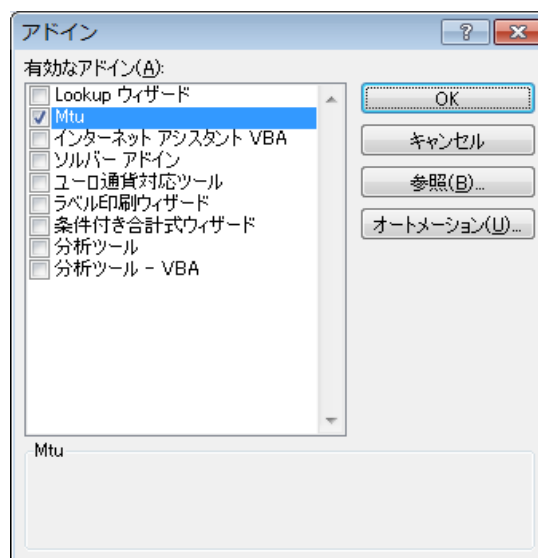 アドイン
有効なアドイン(A):
Lookup ウィザード
Mtu
インターネット アシスタント VBA
ソルバー アドイン
ユーロ通貨対応ツール
ラベル印刷ウィザード
条件付き合計式ウィザード
分析ツール
分析ツール - VBA
OK
キャンセル
参照(B)...
オートメーション(U)...
Mtu